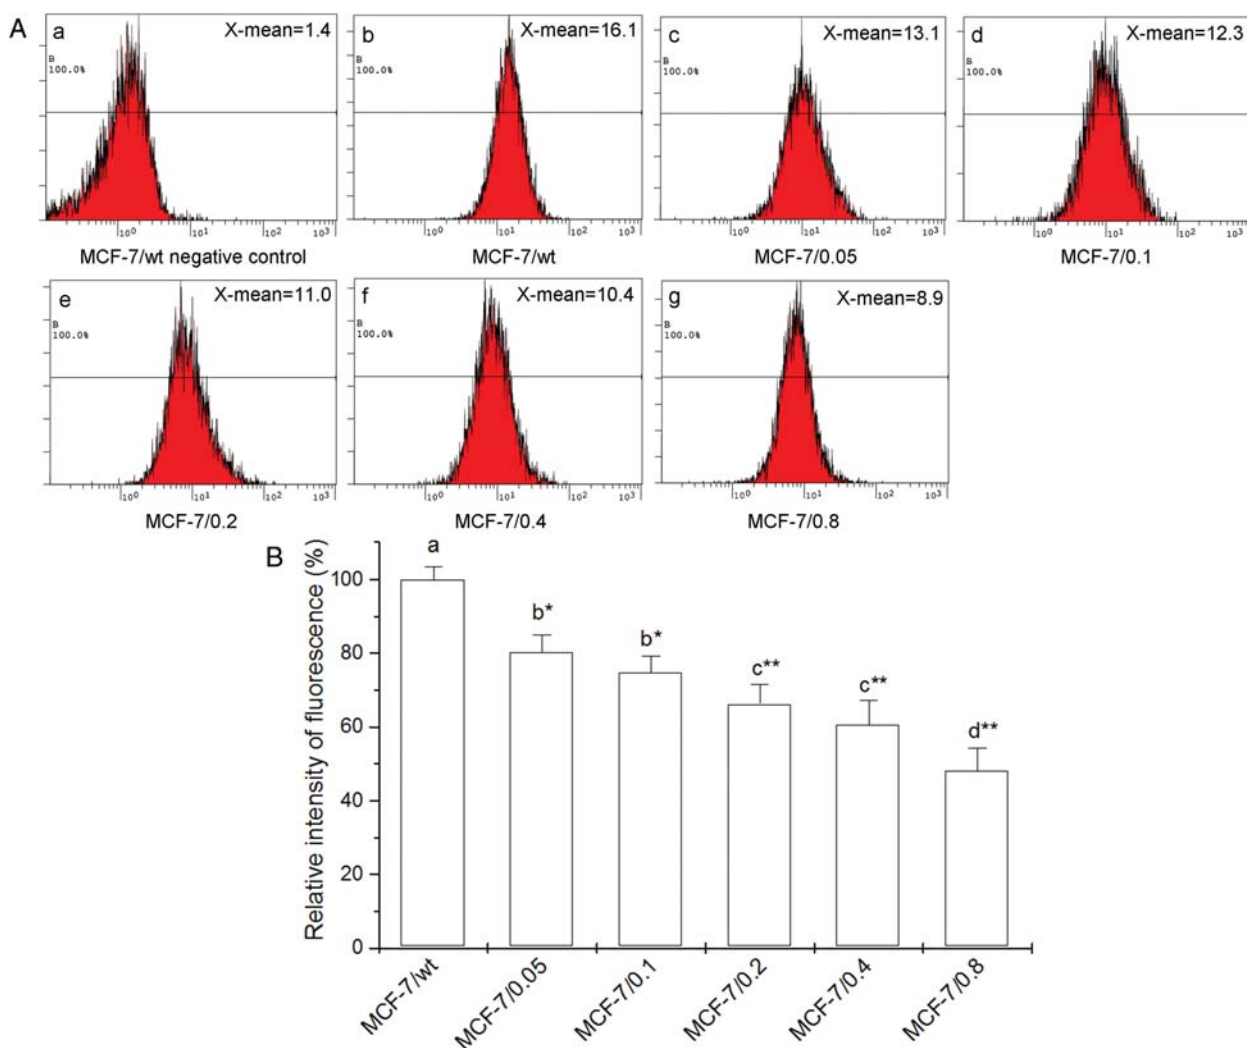 A
a
X-mean=1.4
B
100.0%
10⁰ 10¹ 10² 10³
MCF-7/wt negative control
b
X-mean=16.1
B
100.0%
10⁰ 10¹ 10² 10³
MCF-7/wt
c
X-mean=13.1
B
100.0%
10⁰ 10¹ 10² 10³
MCF-7/0.05
d
X-mean=12.3
B
100.0%
10⁰ 10¹ 10² 10³
MCF-7/0.1
e
X-mean=11.0
B
100.0%
10⁰ 10¹ 10² 10³
MCF-7/0.2
f
X-mean=10.4
B
100.0%
10⁰ 10¹ 10² 10³
MCF-7/0.4
g
X-mean=8.9
B
100.0%
10⁰ 10¹ 10² 10³
MCF-7/0.8
B
Relative intensity of fluorescence (%)
100
80
60
40
20
0
a
b*
b*
c**
c**
d**
MCF-7/wt
MCF-7/0.05
MCF-7/0.1
MCF-7/0.2
MCF-7/0.4
MCF-7/0.8